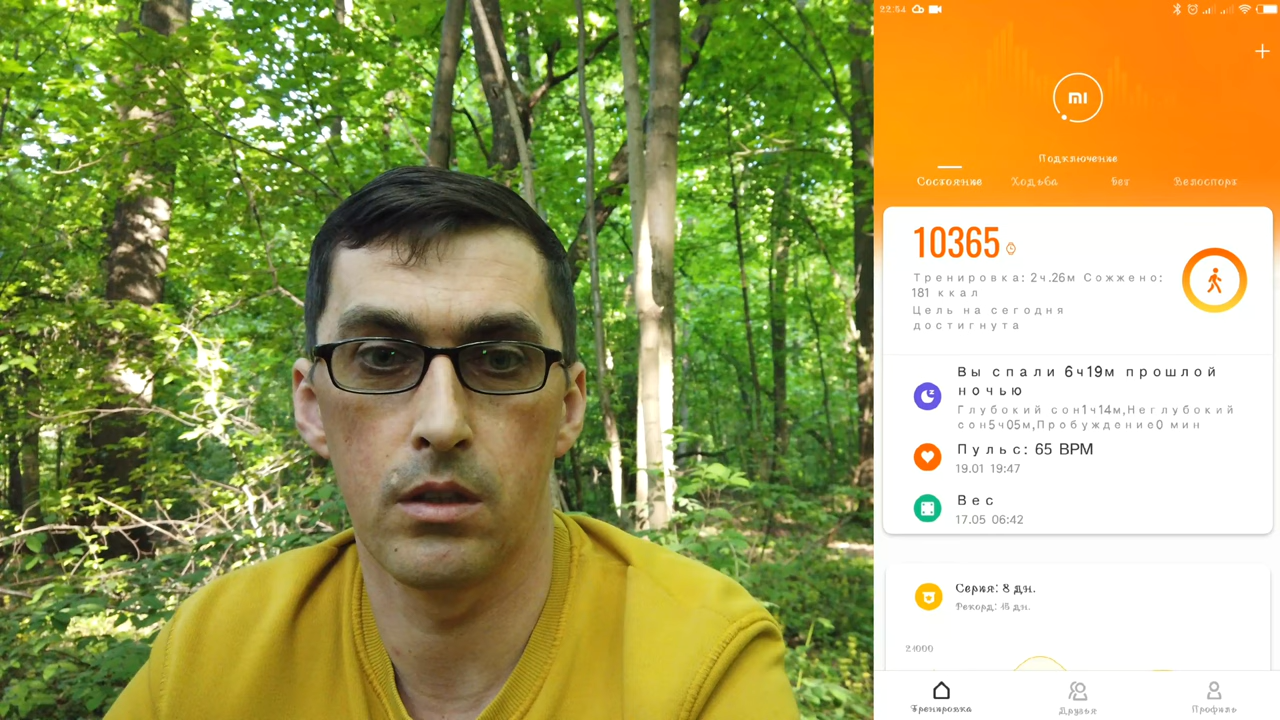 22:54
mi
Подключение
Состояние Ходьба Бег Велоспорт
10365
Тренировка: 2ч.26м Сожжено:
181 ккал
Цель на сегодня
достигнута
Вы спали 6ч19м прошлой
ночью
Глубокий сон1ч14м,Неглубокий
сон5ч05м,Пробуждение0 мин
Пульс: 65 BPM
19.01 19:47
Вес
17.05 06:42
Серия: 8 дн.
Рекорд: 15 дн.
21000
Тренировка Друзья Профиль